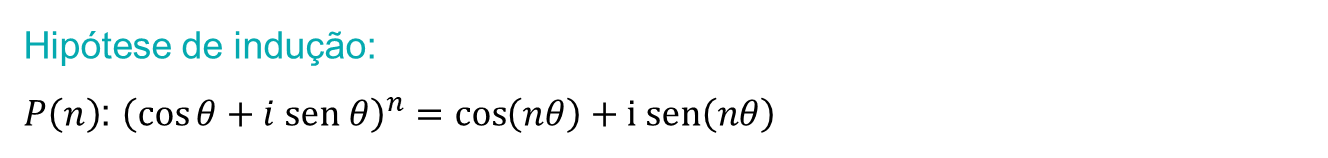 Hipótese de indução:
𝑃(𝑛): (cos 𝜃 + 𝑖 sen 𝜃)ⁿ = cos(𝑛𝜃) + i sen(𝑛𝜃)